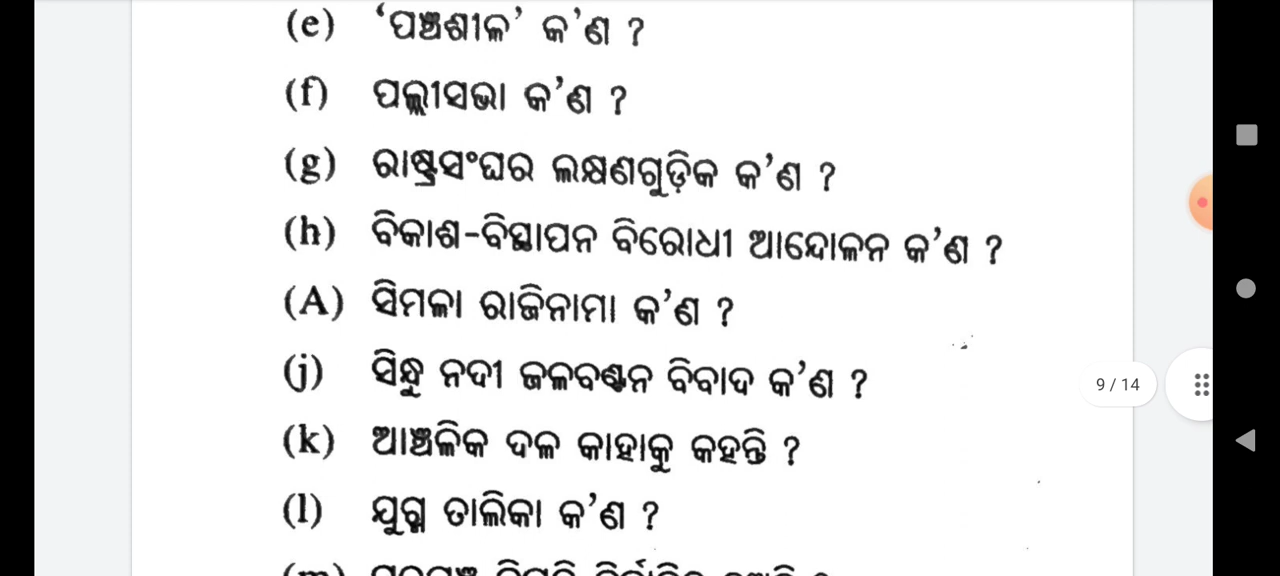 (e) ‘ପଞ୍ଚଶୀଳ’ କ’ଣ ?
(f) ପଲ୍ଲୀସଭା କ’ଣ ?
(g) ରାଷ୍ଟ୍ରସଂଘର ଲକ୍ଷଣଗୁଡ଼ିକ କ’ଣ ?
(h) ବିକାଶ-ବିସ୍ଥାପନ ବିରୋଧୀ ଆନ୍ଦୋଳନ କ’ଣ ?
(A) ସିମଳା ରାଜିନାମା କ’ଣ ?
(j) ସିନ୍ଧୁ ନଦୀ ଜଳବଣ୍ଟନ ବିବାଦ କ’ଣ ?
9 / 14
(k) ଆଞ୍ଚଳିକ ଦଳ କାହାକୁ କହନ୍ତି ?
(l) ଯୁଗ୍ମ ତାଲିକା କ’ଣ ?